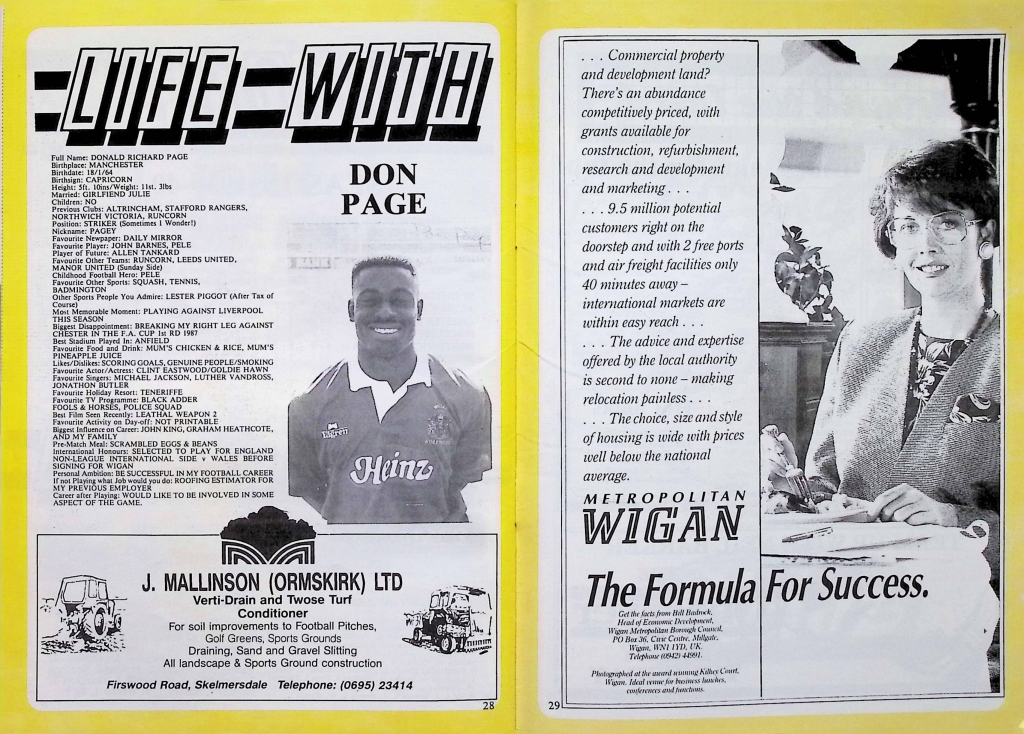 LIFE WITH
Full Name: DONALD RICHARD PAGE
Birthplace: MANCHESTER
Birthdate: 18/1/64
Birthsign: CAPRICORN
Height: 5ft. 10ins/Weight: 11st. 3lbs
Married: GIRLFIEND JULIE
Children: NO
Previous Clubs: ALTRINCHAM, STAFFORD RANGERS,
NORTHWICH VICTORIA, RUNCORN
Position: STRIKER (Sometimes I Wonder!)
Nickname: PAGEY
Favourite Newpaper: DAILY MIRROR
Favourite Player: JOHN BARNES, PELE
Player of Future: ALLEN TANKARD
Favourite Other Teams: RUNCORN, LEEDS UNITED,
MANOR UNITED (Sunday Side)
Childhood Football Hero: PELE
Favourite Other Sports: SQUASH, TENNIS,
BADMINGTON
Other Sports People You Admire: LESTER PIGGOT (After Tax of
Course)
Most Memorable Moment: PLAYING AGAINST LIVERPOOL
THIS SEASON
Biggest Disappointment: BREAKING MY RIGHT LEG AGAINST
CHESTER IN THE F.A. CUP 1st RD 1987
Best Stadium Played In: ANFIELD
Favourite Food and Drink: MUM'S CHICKEN & RICE, MUM'S
PINEAPPLE JUICE
Likes/Dislikes: SCORING GOALS, GENUINE PEOPLE/SMOKING
Favourite Actor/Actress: CLINT EASTWOOD/GOLDIE HAWN
Favourite Singers: MICHAEL JACKSON, LUTHER VANDROSS,
JONATHON BUTLER
Favourite Holiday Resort: TENERIFFE
Favourite TV Programme: BLACK ADDER
FOOLS & HORSES, POLICE SQUAD
Best Film Seen Recently: LEATHAL WEAPON 2
Favourite Activity on Day-off: NOT PRINTABLE
Biggest Influence on Career: JOHN KING, GRAHAM HEATHCOTE,
AND MY FAMILY
Pre-Match Meal: SCRAMBLED EGGS & BEANS
International Honours: SELECTED TO PLAY FOR ENGLAND
NON-LEAGUE INTERNATIONAL SIDE v WALES BEFORE
SIGNING FOR WIGAN
Personal Ambition: BE SUCCESSFUL IN MY FOOTBALL CAREER
If not Playing what Job would you do: ROOFING ESTIMATOR FOR
MY PREVIOUS EMPLOYER
Career after Playing: WOULD LIKE TO BE INVOLVED IN SOME
ASPECT OF THE GAME.
DON
PAGE
Heinz
J. MALLINSON (ORMSKIRK) LTD
Verti-Drain and Twose Turf
Conditioner
For soil improvements to Football Pitches,
Golf Greens, Sports Grounds
Draining, Sand and Gravel Slitting
All landscape & Sports Ground construction
Firswood Road, Skelmersdale Telephone: (0695) 23414
28
. . . Commercial property
and development land?
There's an abundance
competitively priced, with
grants available for
construction, refurbishment,
research and development
and marketing . . .
. . . 9.5 million potential
customers right on the
doorstep and with 2 free ports
and air freight facilities only
40 minutes away –
international markets are
within easy reach . . .
. . . The advice and expertise
offered by the local authority
is second to none – making
relocation painless . . .
. . . The choice, size and style
of housing is wide with prices
well below the national
average.
METROPOLITAN
WIGAN
The Formula For Success.
Get the facts from Bill Badrock,
Head of Economic Development,
Wigan Metropolitan Borough Council,
PO Box 36, Civic Centre, Millgate,
Wigan, WN1 1YD, UK.
Telephone (0942) 44991.
Photographed at the award winning Kilhey Court,
Wigan. Ideal venue for business lunches,
conferences and functions.
29